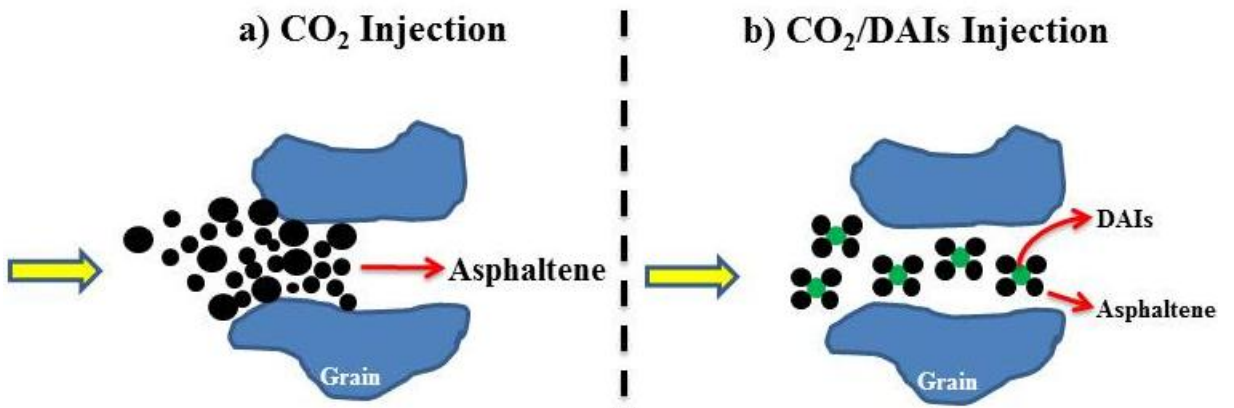 a) CO₂ Injection
Asphaltene
Grain
b) CO₂/DAIs Injection
DAIs
Asphaltene
Grain